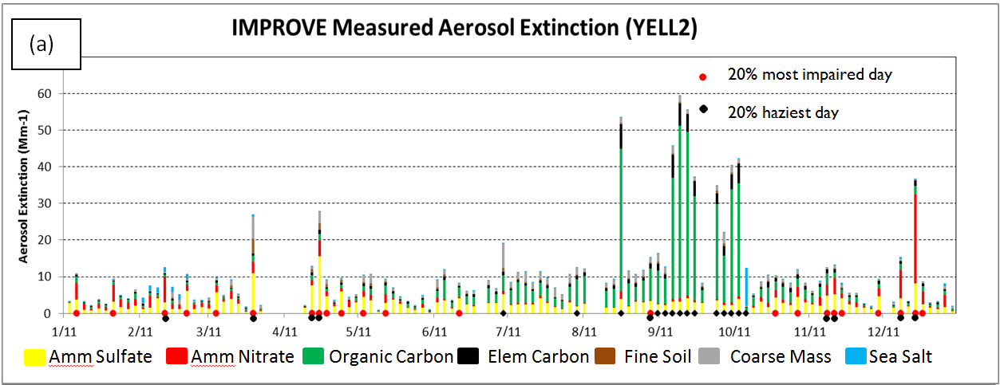 (a)
IMPROVE Measured Aerosol Extinction (YELL2)
20% most impaired day
20% haziest day
Aerosol Extinction (Mm-1)
60
50
40
30
20
10
0
1/11 2/11 3/11 4/11 5/11 6/11 7/11 8/11 9/11 10/11 11/11 12/11
Amm Sulfate Amm Nitrate Organic Carbon Elem Carbon Fine Soil Coarse Mass Sea Salt